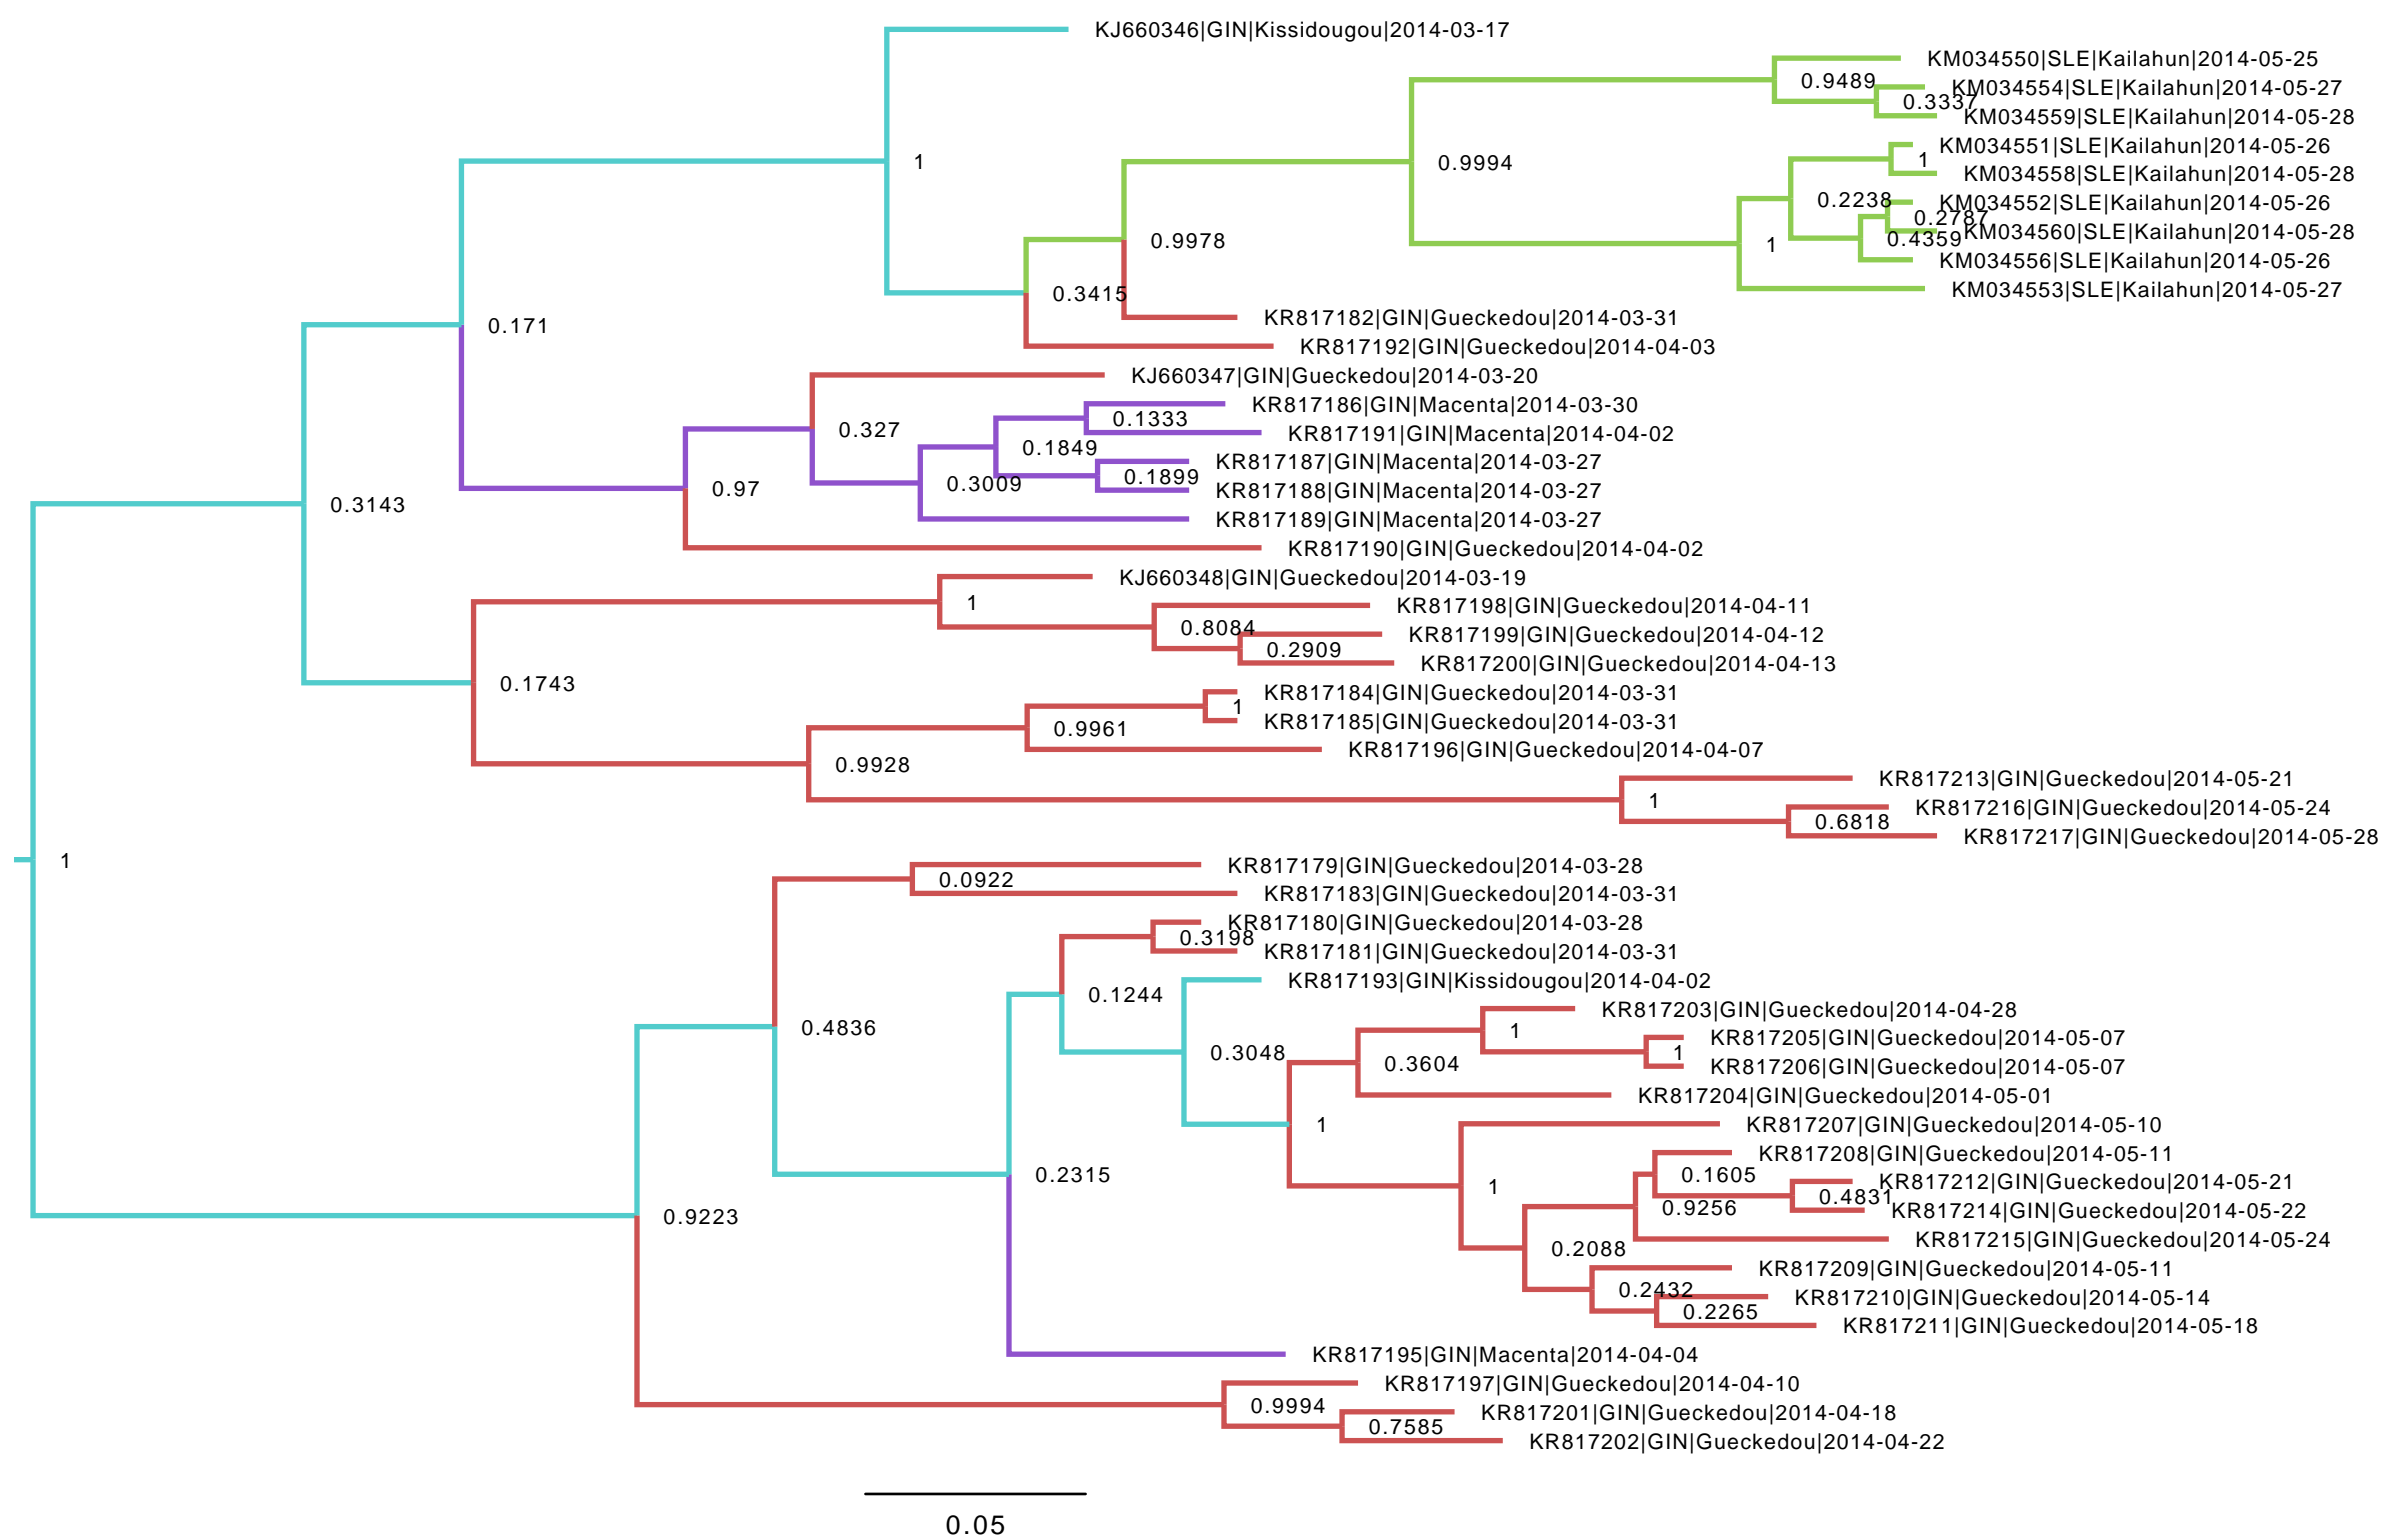 KJ660346|GIN|Kissidougou|2014-03-17
KM034550|SLE|Kailahun|2014-05-25
0.9489
KM034554|SLE|Kailahun|2014-05-27
0.3337
KM034559|SLE|Kailahun|2014-05-28
KM034551|SLE|Kailahun|2014-05-26
1
1
0.9994
KM034558|SLE|Kailahun|2014-05-28
0.2238
KM034552|SLE|Kailahun|2014-05-26
0.2787
KM034560|SLE|Kailahun|2014-05-28
0.4359
0.9978
1
KM034556|SLE|Kailahun|2014-05-26
KM034553|SLE|Kailahun|2014-05-27
0.3415
KR817182|GIN|Gueckedou|2014-03-31
0.171
KR817192|GIN|Gueckedou|2014-04-03
KJ660347|GIN|Gueckedou|2014-03-20
KR817186|GIN|Macenta|2014-03-30
0.1333
0.327
KR817191|GIN|Macenta|2014-04-02
0.1849
KR817187|GIN|Macenta|2014-03-27
0.1899
0.97
0.3009
KR817188|GIN|Macenta|2014-03-27
0.3143
KR817189|GIN|Macenta|2014-03-27
KR817190|GIN|Gueckedou|2014-04-02
KJ660348|GIN|Gueckedou|2014-03-19
1
KR817198|GIN|Gueckedou|2014-04-11
0.8084
KR817199|GIN|Gueckedou|2014-04-12
0.2909
KR817200|GIN|Gueckedou|2014-04-13
0.1743
KR817184|GIN|Gueckedou|2014-03-31
1
KR817185|GIN|Gueckedou|2014-03-31
0.9961
KR817196|GIN|Gueckedou|2014-04-07
0.9928
KR817213|GIN|Gueckedou|2014-05-21
1
KR817216|GIN|Gueckedou|2014-05-24
0.6818
KR817217|GIN|Gueckedou|2014-05-28
1
KR817179|GIN|Gueckedou|2014-03-28
0.0922
KR817183|GIN|Gueckedou|2014-03-31
KR817180|GIN|Gueckedou|2014-03-28
0.3198
KR817181|GIN|Gueckedou|2014-03-31
KR817193|GIN|Kissidougou|2014-04-02
0.1244
KR817203|GIN|Gueckedou|2014-04-28
0.4836
1
KR817205|GIN|Gueckedou|2014-05-07
0.3048
1
0.3604
KR817206|GIN|Gueckedou|2014-05-07
KR817204|GIN|Gueckedou|2014-05-01
1
KR817207|GIN|Gueckedou|2014-05-10
KR817208|GIN|Gueckedou|2014-05-11
0.2315
0.1605
KR817212|GIN|Gueckedou|2014-05-21
1
0.4831
0.9256
KR817214|GIN|Gueckedou|2014-05-22
0.9223
KR817215|GIN|Gueckedou|2014-05-24
0.2088
KR817209|GIN|Gueckedou|2014-05-11
0.2432
KR817210|GIN|Gueckedou|2014-05-14
0.2265
KR817211|GIN|Gueckedou|2014-05-18
KR817195|GIN|Macenta|2014-04-04
KR817197|GIN|Gueckedou|2014-04-10
0.9994
KR817201|GIN|Gueckedou|2014-04-18
0.7585
KR817202|GIN|Gueckedou|2014-04-22
0.05